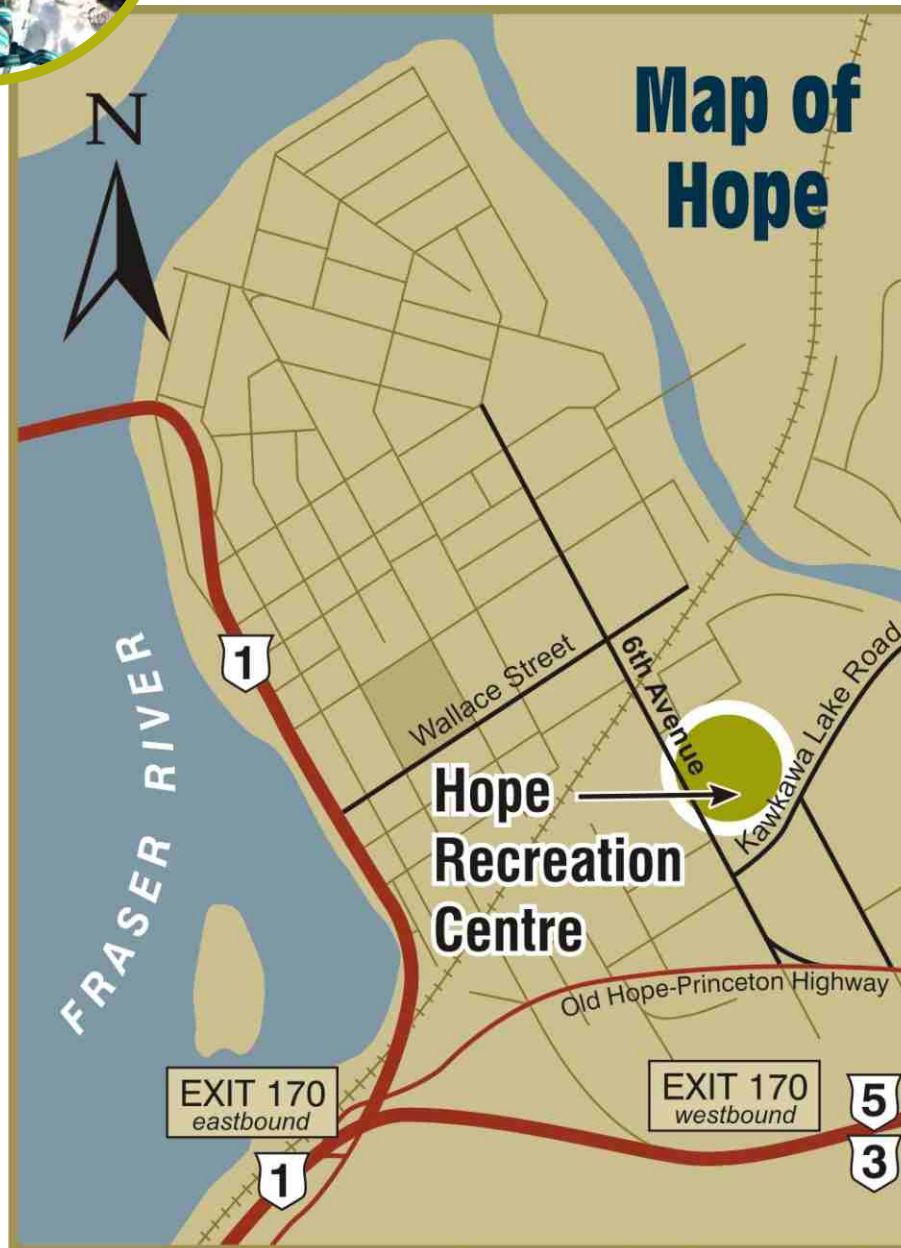 N
Map of
Hope
1
Wallace Street
6th Avenue
Kawkawa Lake Road
FRASER RIVER
Hope
Recreation
Centre
Old Hope-Princeton Highway
EXIT 170
eastbound
EXIT 170
westbound
5
3
1